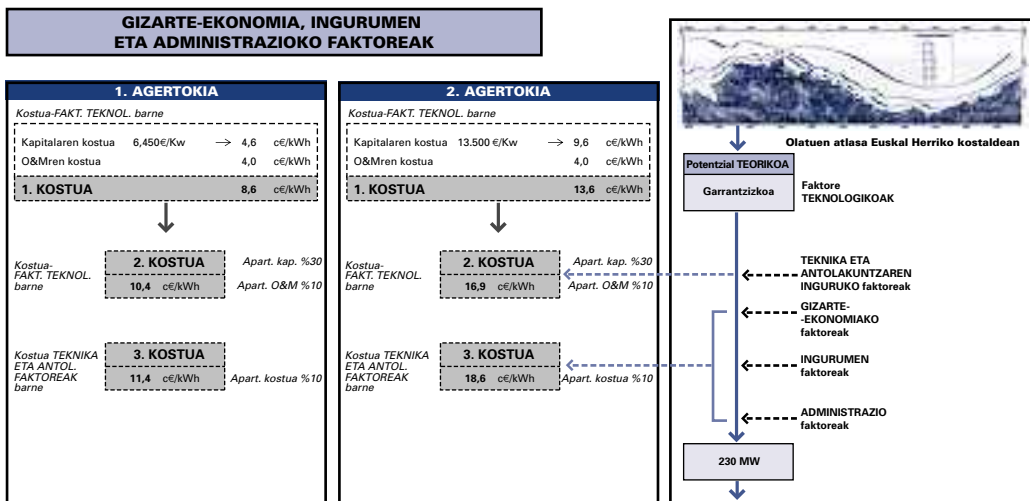 GIZARTE-EKONOMIA, INGURUMEN
ETA ADMINISTRAZIOKO FAKTOREAK
1. AGERTOKIA
Kostua-FAKT. TEKNOL. barne
Kapitalaren kostua 6,450€/Kw → 4,6 c€/kWh
O&Mren kostua 4,0 c€/kWh
1. KOSTUA 8,6 c€/kWh
Kostua-
FAKT. TEKNOL.
barne
2. KOSTUA
10,4 c€/kWh
Apart. kap. %30
Apart. O&M %10
Kostua TEKNIKA
ETA ANTOL.
FAKTOREAK
barne
3. KOSTUA
11,4 c€/kWh
Apart. kostua %10
2. AGERTOKIA
Kostua-FAKT. TEKNOL. barne
Kapitalaren kostua 13.500 €/Kw → 9,6 c€/kWh
O&Mren kostua 4,0 c€/kWh
1. KOSTUA 13,6 c€/kWh
Kostua-
FAKT. TEKNOL.
barne
2. KOSTUA
16,9 c€/kWh
Apart. kap. %30
Apart. O&M %10
Kostua TEKNIKA
ETA ANTOL.
FAKTOREAK
barne
3. KOSTUA
18,6 c€/kWh
Apart. kostua %10
Olatuen atlasa Euskal Herriko kostaldean
Potentzial TEORIKOA
Garrantzizkoa
Faktore
TEKNOLOGIKOAK
TEKNIKA ETA
ANTOLAKUNTZAREN
INGURUKO faktoreak
GIZARTE-
-EKONOMIAKO
faktoreak
INGURUMEN
faktoreak
ADMINISTRAZIO
faktoreak
230 MW